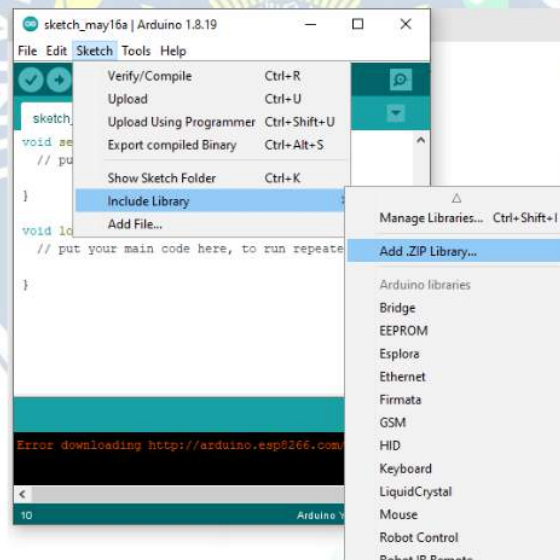 sketch_may16a | Arduino 1.8.19
File Edit Sketch Tools Help
Verify/Compile Ctrl+R
Upload Ctrl+U
Upload Using Programmer Ctrl+Shift+U
Export compiled Binary Ctrl+Alt+S
Show Sketch Folder Ctrl+K
Include Library
Add File...
sketch_
void se
// pu
}
void lo
// put your main code here, to run repeate
}
Manage Libraries... Ctrl+Shift+I
Add .ZIP Library...
Arduino libraries
Bridge
EEPROM
Esplora
Ethernet
Firmata
GSM
HID
Keyboard
LiquidCrystal
Mouse
Robot Control
Robot IR Remote
Error downloading http://arduino.esp8266.com/
10
Arduino Y